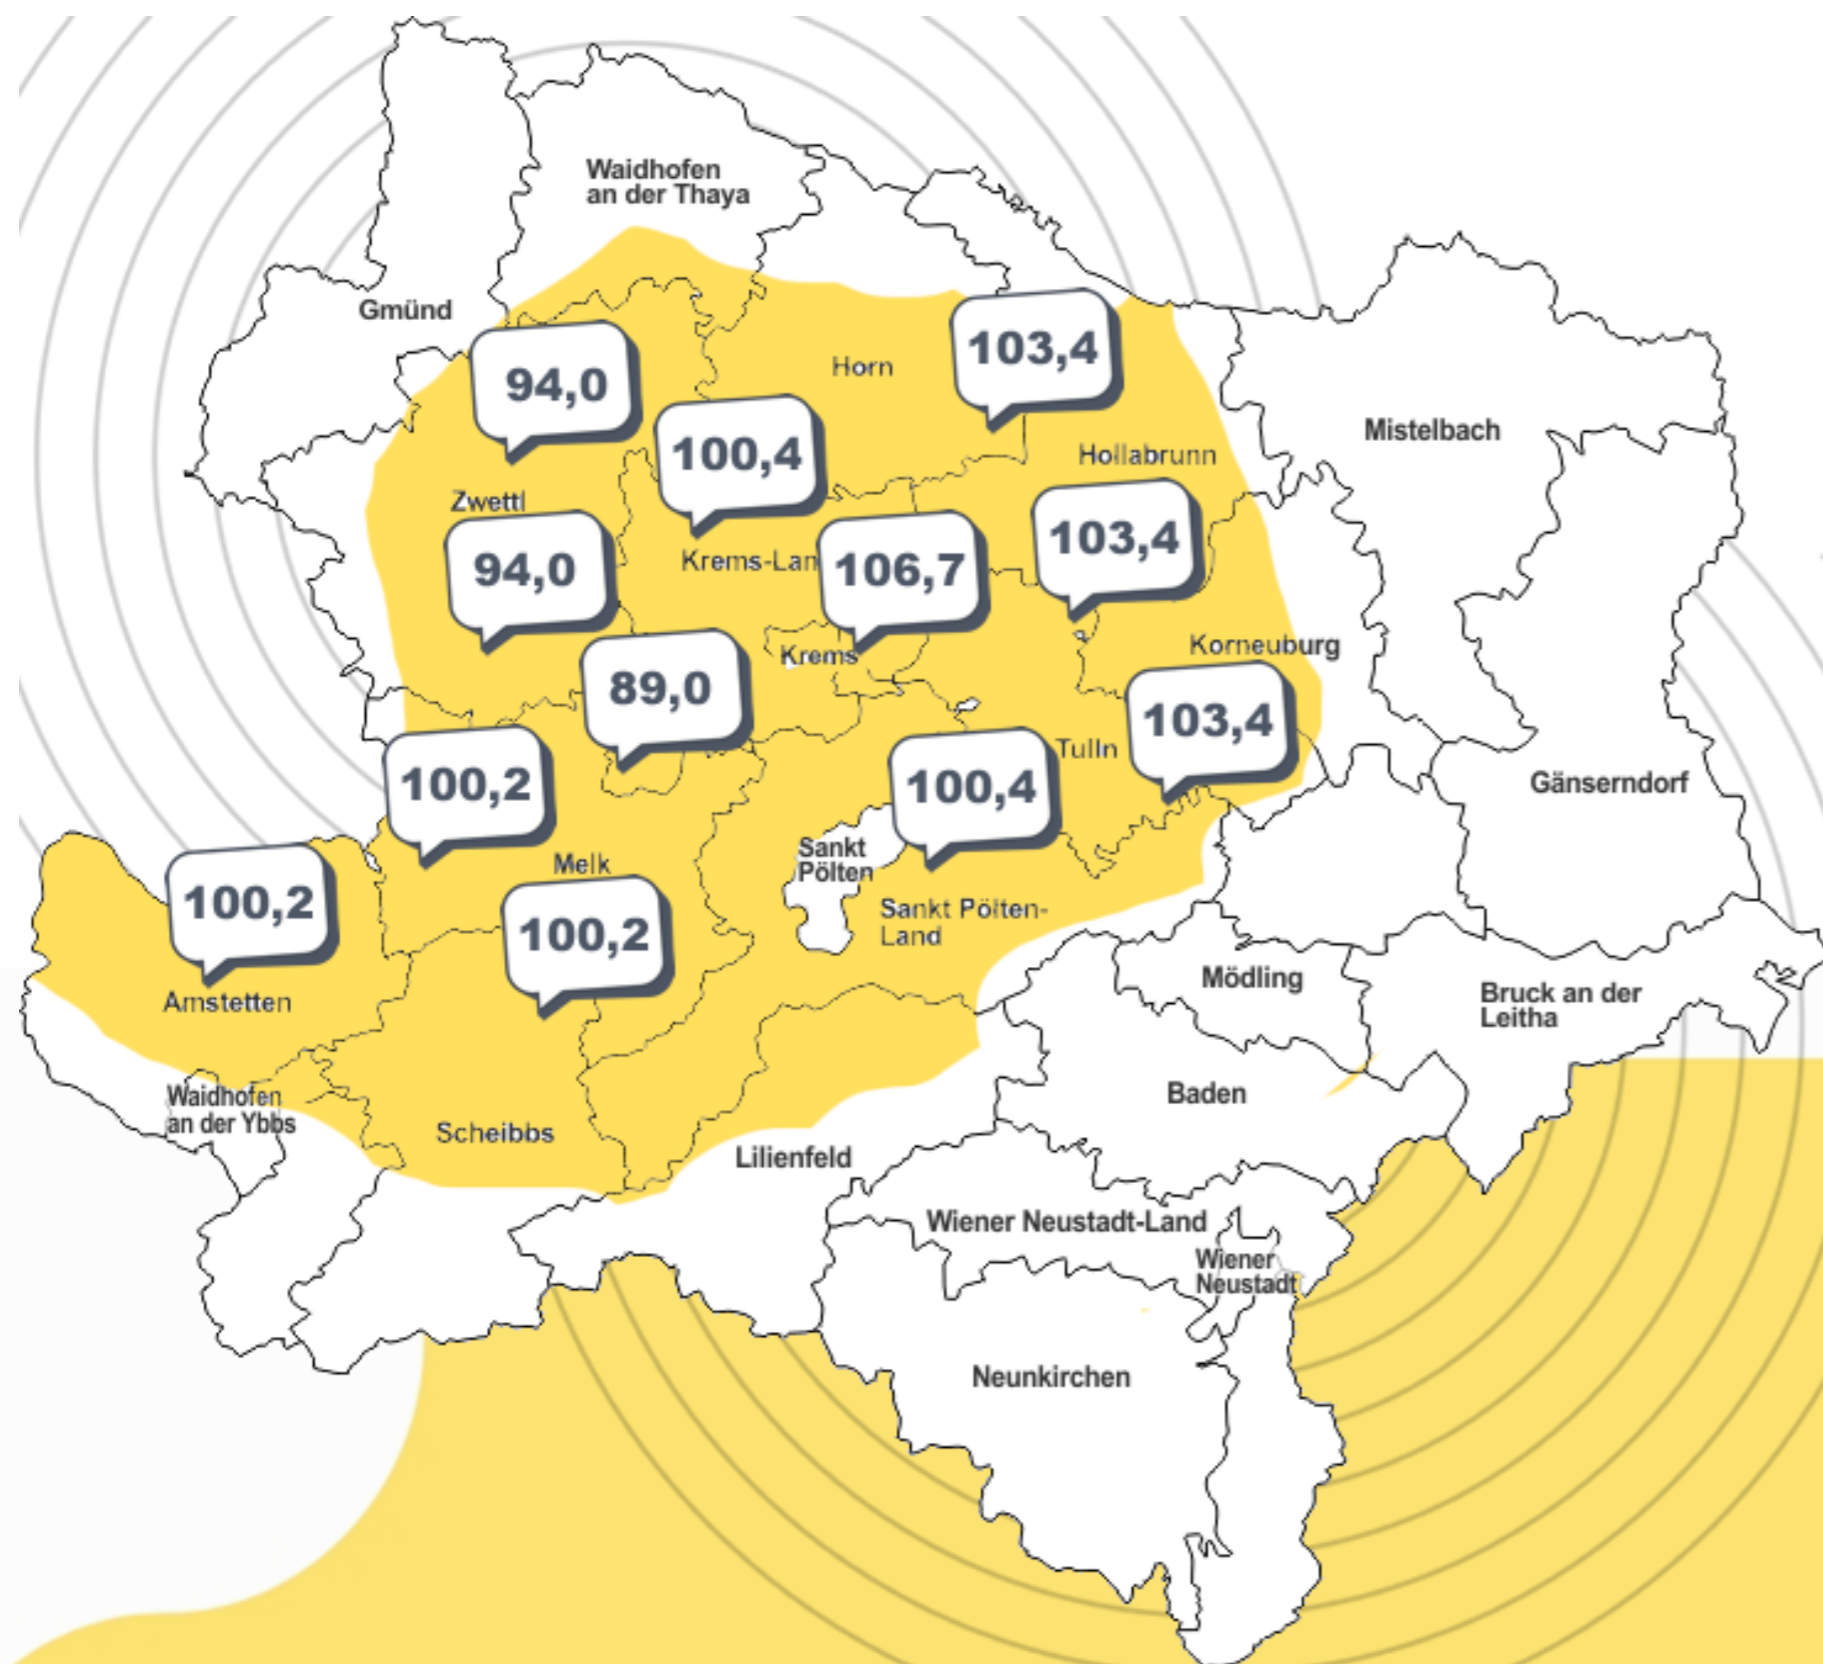 Waidhofen
an der Thaya
Gmünd
103,4
Horn
94,0
Mistelbach
100,4
Hollabrunn
Zwettl
103,4
Krems-Lan
106,7
94,0
Korneuburg
Krems
89,0
103,4
Tulln
100,2
100,4
Gänserndorf
Sankt
Pölten
Melk
100,2
Sankt Pölten-
Land
100,2
Mödling
Bruck an der
Leitha
Amstetten
Baden
Waidhofen
an der Ybbs
Scheibbs
Lilienfeld
Wiener Neustadt-Land
Wiener
Neustadt
Neunkirchen